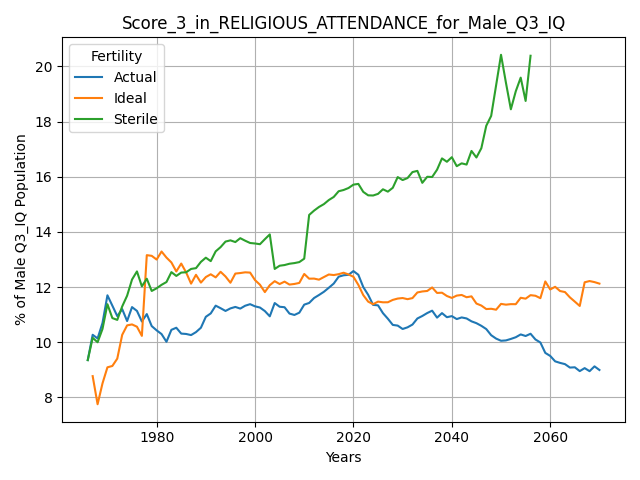 Score_3_in_RELIGIOUS_ATTENDANCE_for_Male_Q3_IQ
Fertility
Actual
Ideal
Sterile
% of Male Q3_IQ Population
20
18
16
14
12
10
8
1980
2000
2020
2040
2060
Years